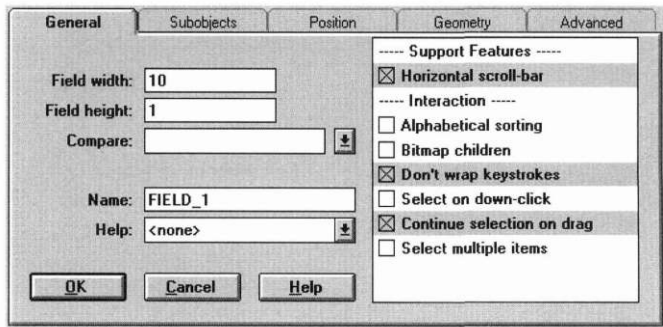 General Subobjects Position Geometry Advanced
Field width: 10
Field height: 1
Compare:
Name: FIELD_1
Help: <none>
OK Cancel Help
----- Support Features -----
Horizontal scroll-bar
----- Interaction -----
Alphabetical sorting
Bitmap children
Don't wrap keystrokes
Select on down-click
Continue selection on drag
Select multiple items